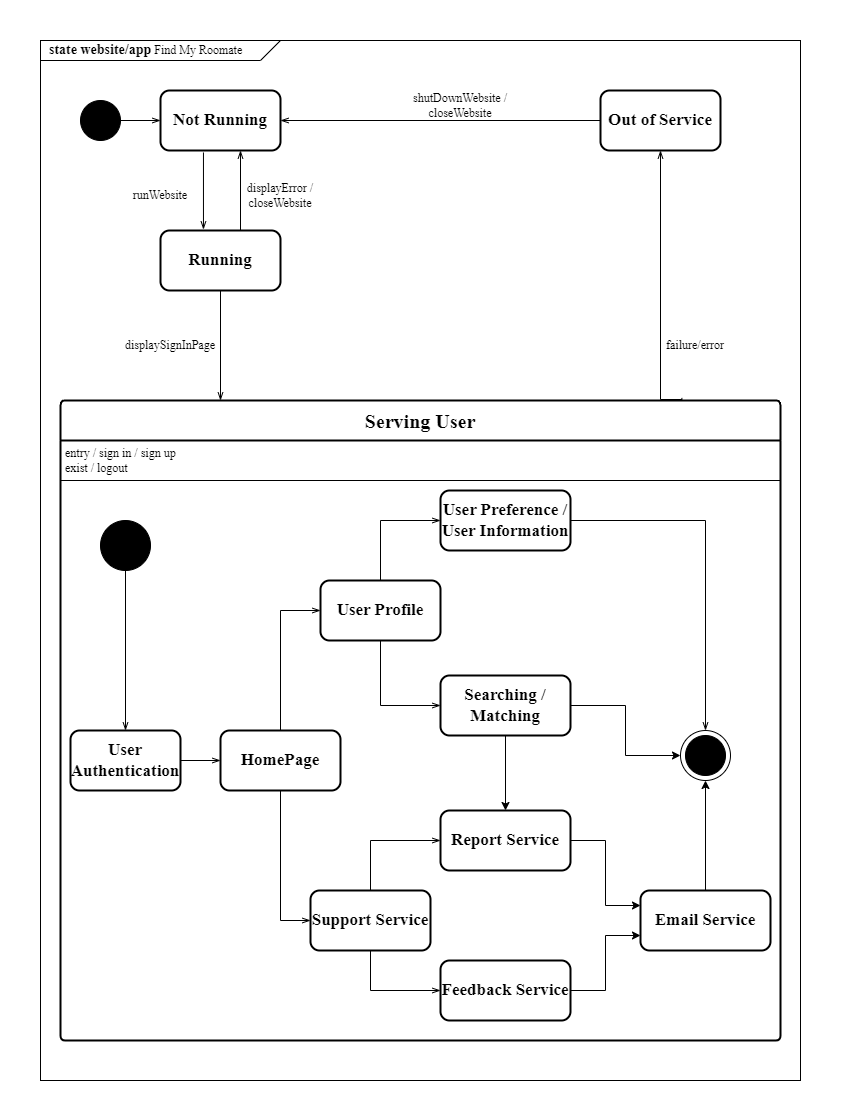 state website/app Find My Roomate
shutDownWebsite /
closeWebsite
Not Running
Out of Service
runWebsite
displayError /
closeWebsite
Running
displaySignInPage
failure/error
Serving User
entry / sign in / sign up
exist / logout
User Preference /
User Information
User Profile
Searching /
Matching
User
Authentication
HomePage
Report Service
Support Service
Email Service
Feedback Service